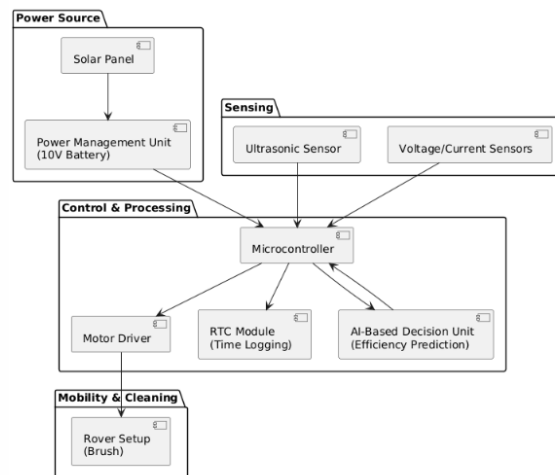 Power Source
Solar Panel
Power Management Unit
(10V Battery)
Sensing
Ultrasonic Sensor
Voltage/Current Sensors
Control & Processing
Microcontroller
Motor Driver
RTC Module
(Time Logging)
AI-Based Decision Unit
(Efficiency Prediction)
Mobility & Cleaning
Rover Setup
(Brush)